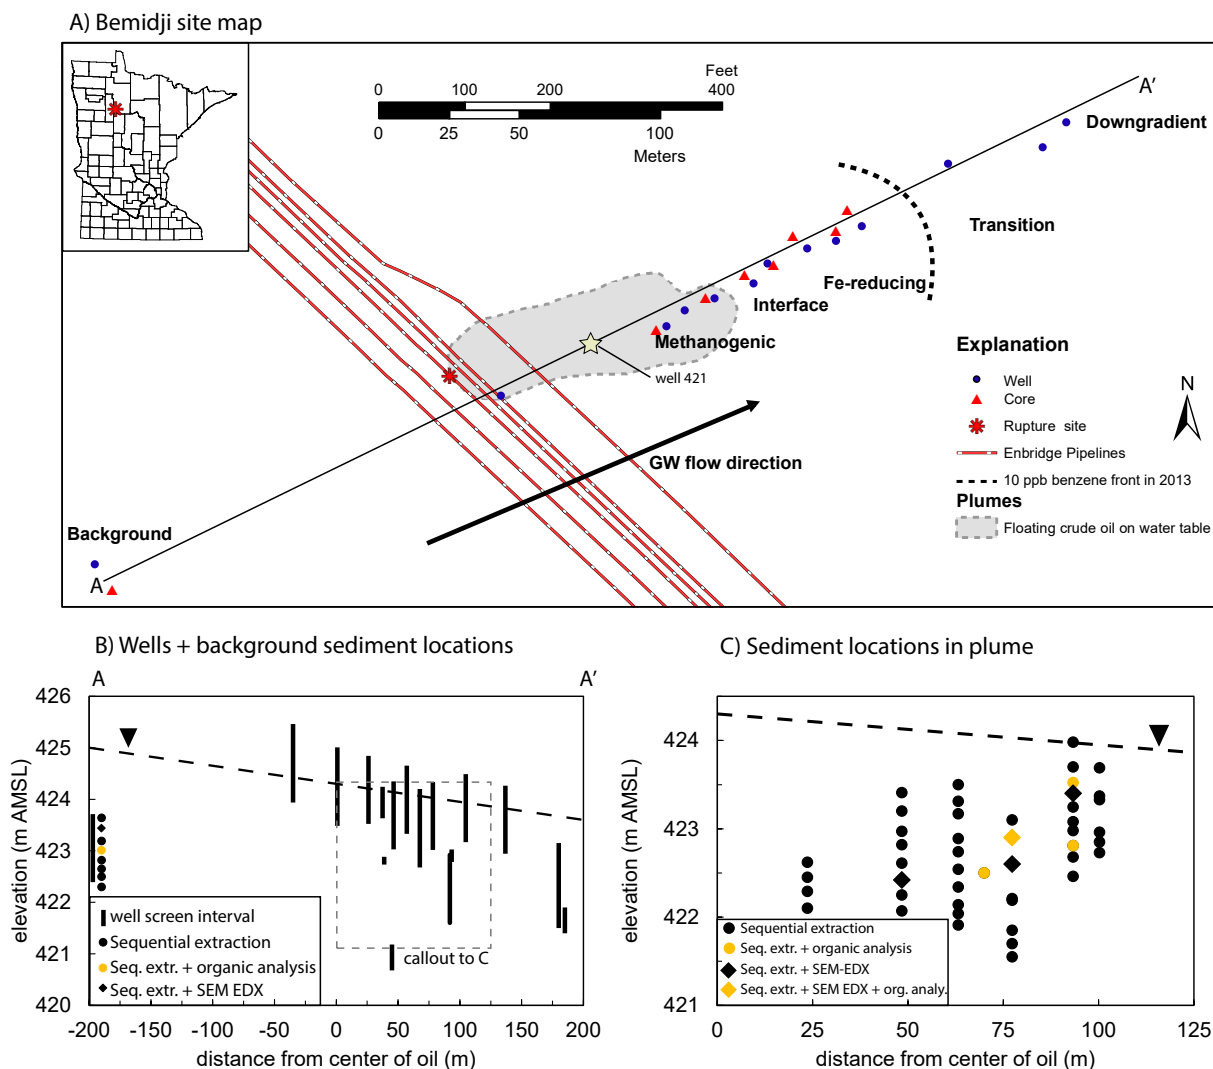 A) Bemidji site map
Feet
0 100 200 400
0 25 50 100
Meters
A'
Downgradient
Transition
Fe-reducing
Interface
Methanogenic
well 421
GW flow direction
Background
A
Explanation
Well
Core
Rupture site
Enbridge Pipelines
10 ppb benzene front in 2013
Plumes
Floating crude oil on water table
N
B) Wells + background sediment locations
A A'
426
425
424
423
422
421
420
elevation (m AMSL)
well screen interval
Sequential extraction
Seq. extr. + organic analysis
Seq. extr. + SEM EDX
callout to C
-200 -150 -100 -50 0 50 100 150 200
distance from center of oil (m)
C) Sediment locations in plume
424
423
422
421
elevation (m AMSL)
Sequential extraction
Seq. extr. + organic analysis
Seq. extr. + SEM-EDX
Seq. extr. + SEM EDX + org. analy.
0 25 50 75 100 125
distance from center of oil (m)